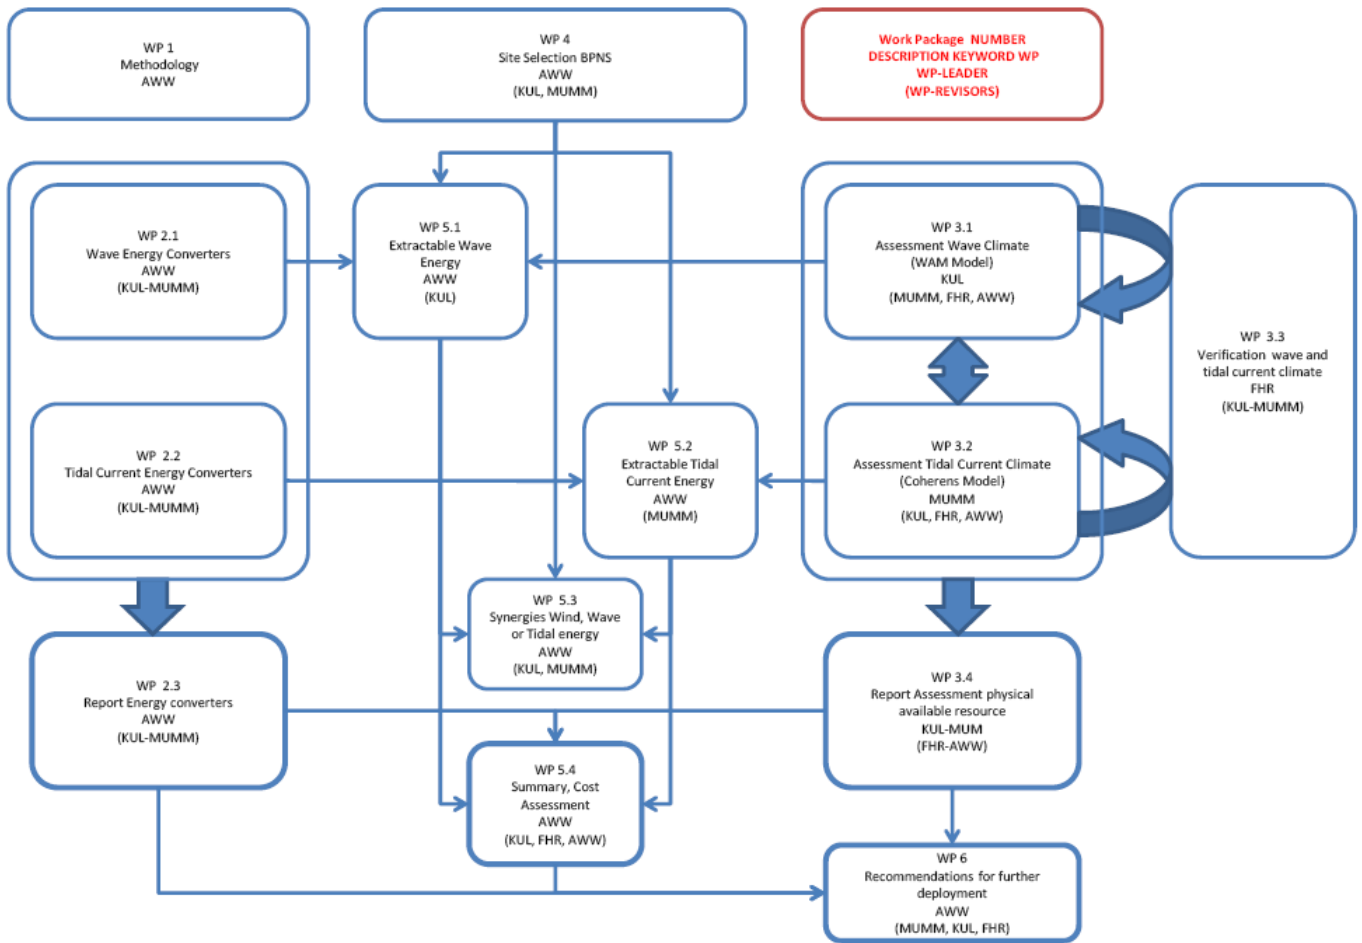 WP 1
Methodology
AWW
WP 4
Site Selection BPNS
AWW
(KUL, MUMM)
Work Package NUMBER
DESCRIPTION KEYWORD WP
WP-LEADER
(WP-REVISORS)
WP 2.1
Wave Energy Converters
AWW
(KUL-MUMM)
WP 5.1
Extractable Wave
Energy
AWW
(KUL)
WP 3.1
Assessment Wave Climate
(WAM Model)
KUL
(MUMM, FHR, AWW)
WP 3.3
Verification wave and
tidal current climate
FHR
(KUL-MUMM)
WP 2.2
Tidal Current Energy Converters
AWW
(KUL-MUMM)
WP 5.2
Extractable Tidal
Current Energy
AWW
(MUMM)
WP 3.2
Assessment Tidal Current Climate
(Coherens Model)
MUMM
(KUL, FHR, AWW)
WP 5.3
Synergies Wind, Wave
or Tidal energy
AWW
(KUL, MUMM)
WP 2.3
Report Energy converters
AWW
(KUL-MUMM)
WP 3.4
Report Assessment physical
available resource
KUL-MUM
(FHR-AWW)
WP 5.4
Summary, Cost
Assessment
AWW
(KUL, FHR, AWW)
WP 6
Recommendations for further
deployment
AWW
(MUMM, KUL, FHR)